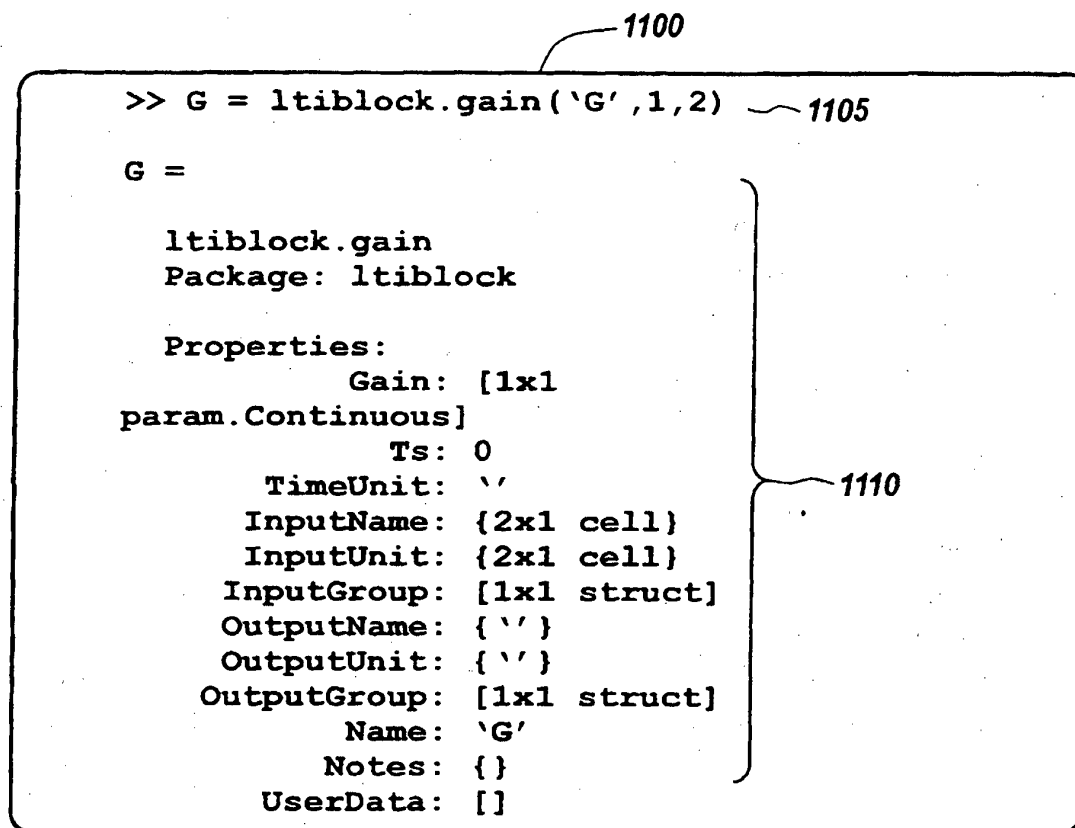 1100
>> G = ltiblock.gain(‵G′,1,2) 1105
G =
ltiblock.gain
Package: ltiblock
Properties:
Gain: [1x1
param.Continuous]
Ts: 0
TimeUnit: ‵′
1110
InputName: {2x1 cell}
InputUnit: {2x1 cell}
InputGroup: [1x1 struct]
OutputName: {‵′}
OutputUnit: {‵′}
OutputGroup: [1x1 struct]
Name: ‵G′
Notes: {}
UserData: []